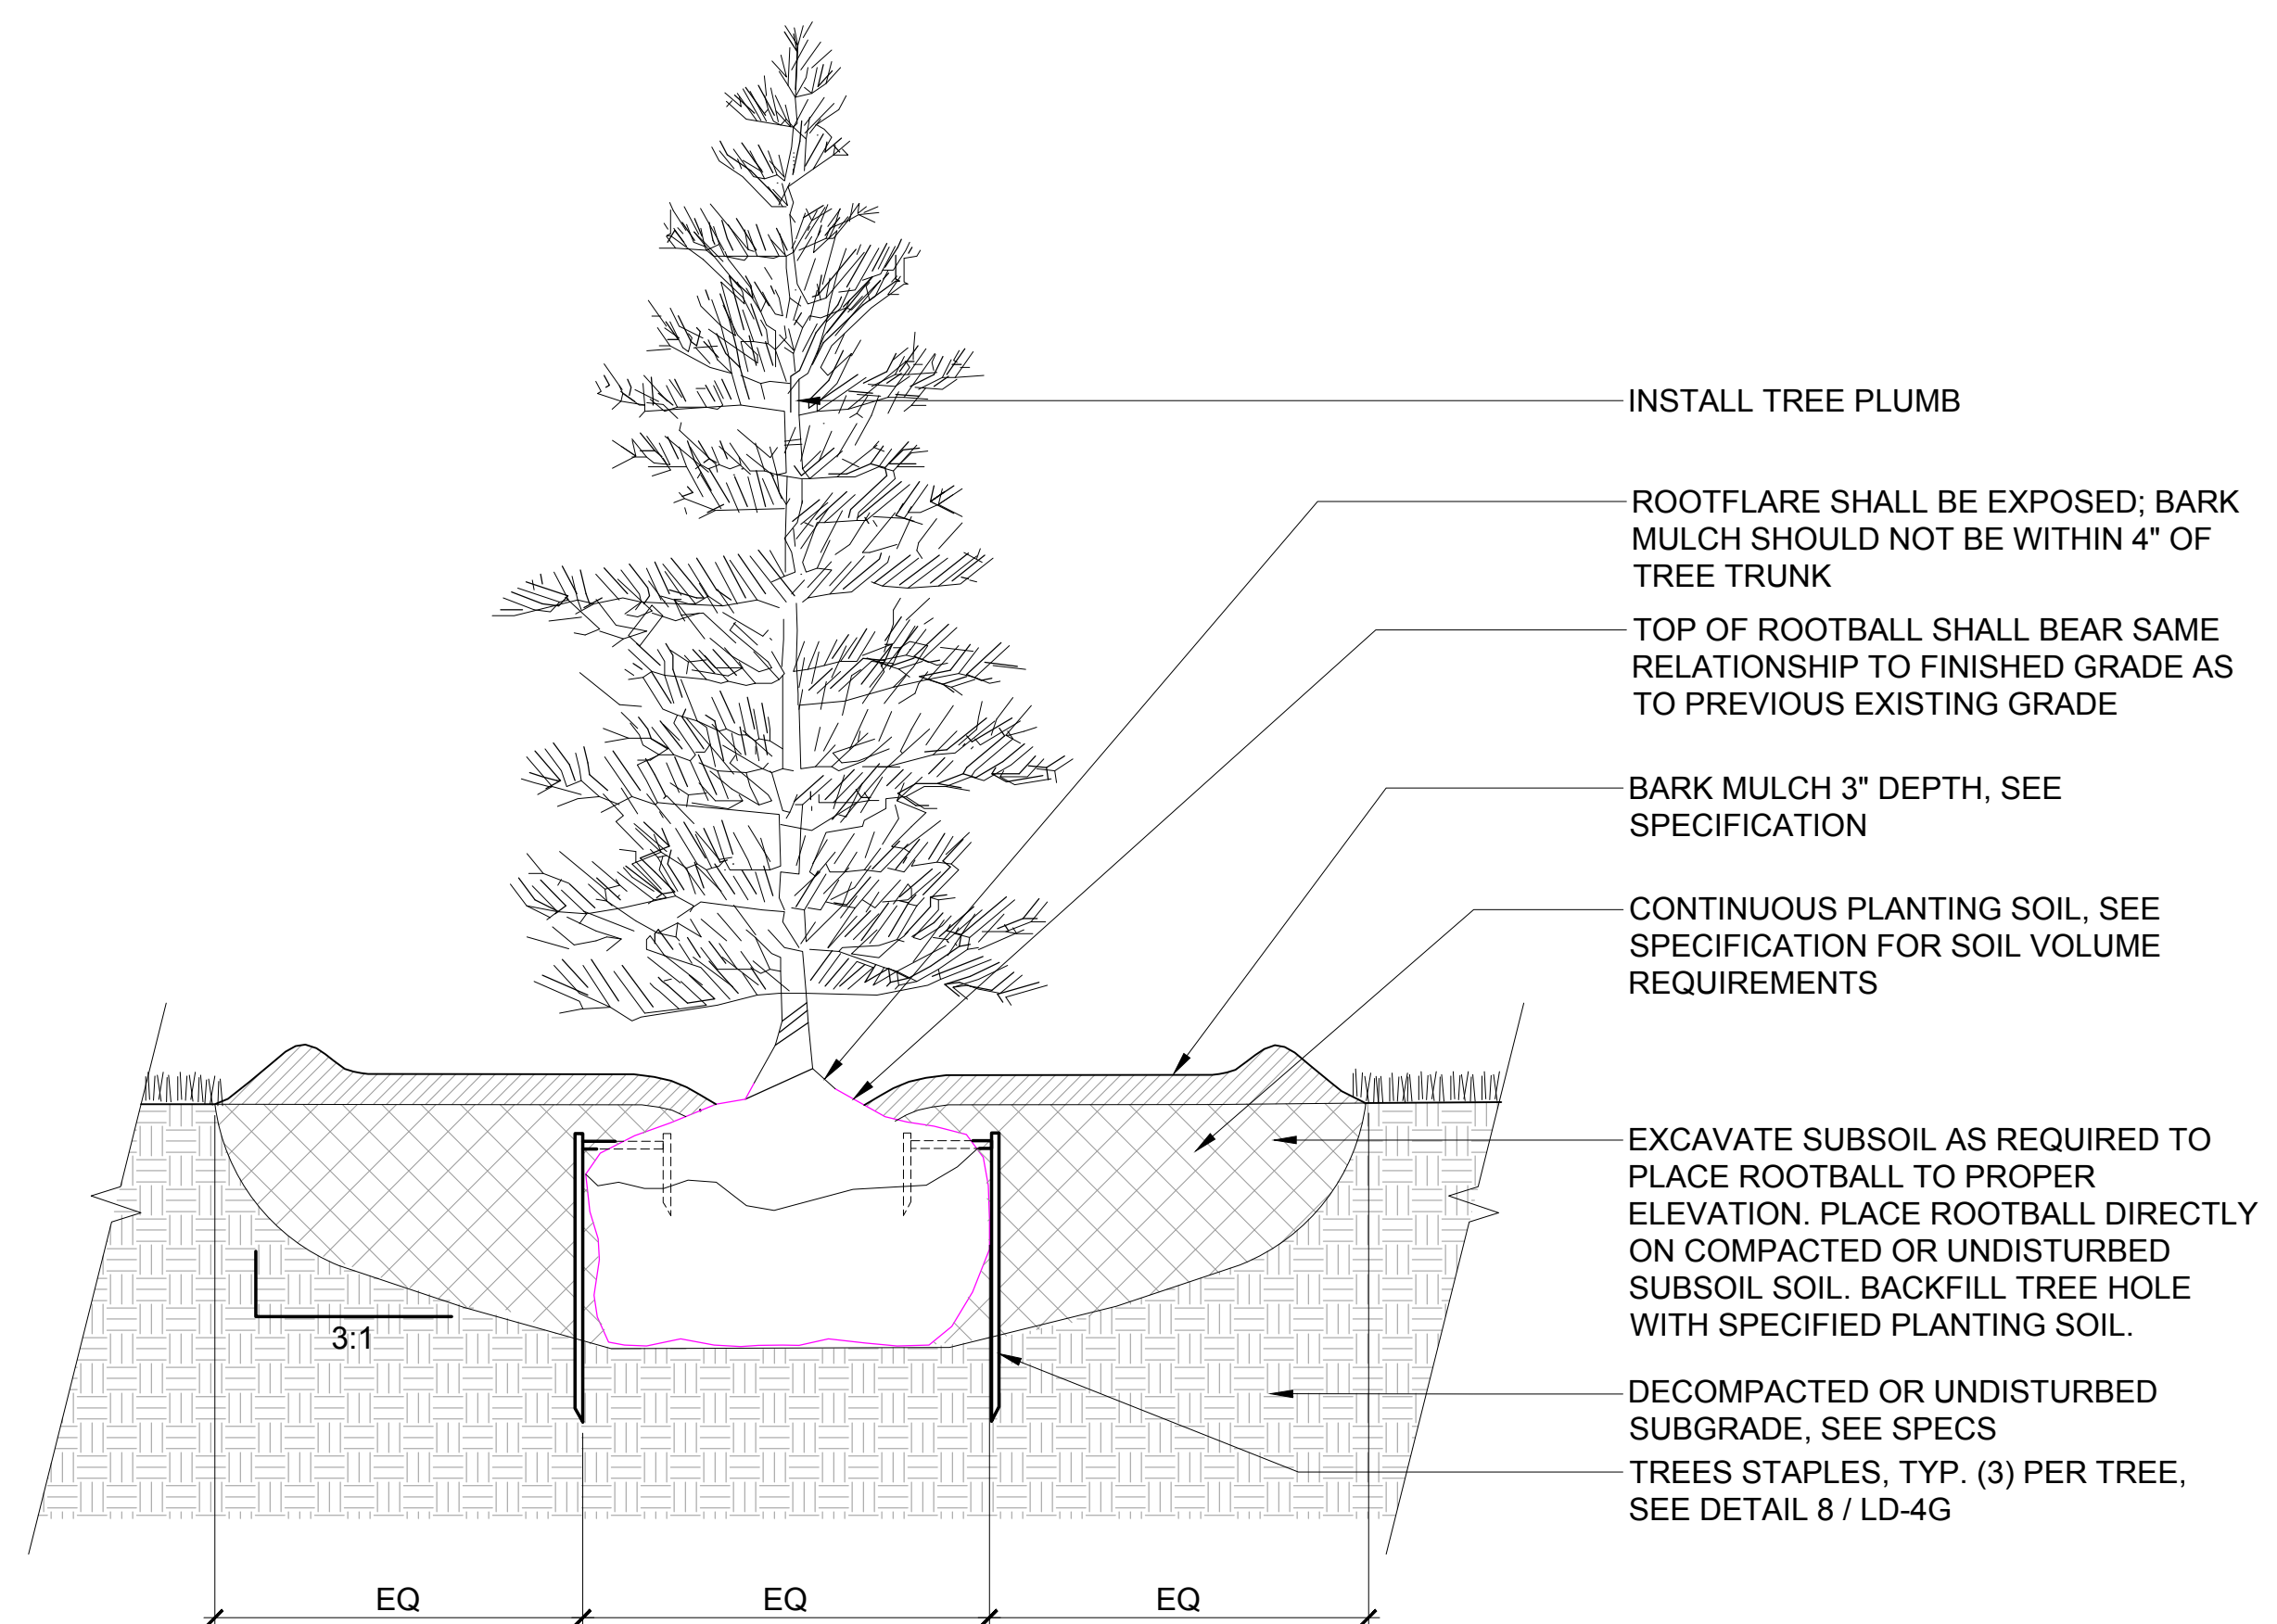 INSTALL TREE PLUMB
ROOTFLARE SHALL BE EXPOSED; BARK
MULCH SHOULD NOT BE WITHIN 4" OF
TREE TRUNK
TOP OF ROOTBALL SHALL BEAR SAME
RELATIONSHIP TO FINISHED GRADE AS
TO PREVIOUS EXISTING GRADE
BARK MULCH 3" DEPTH, SEE
SPECIFICATION
CONTINUOUS PLANTING SOIL, SEE
SPECIFICATION FOR SOIL VOLUME
REQUIREMENTS
EXCAVATE SUBSOIL AS REQUIRED TO
PLACE ROOTBALL TO PROPER
ELEVATION. PLACE ROOTBALL DIRECTLY
ON COMPACTED OR UNDISTURBED
SUBSOIL SOIL. BACKFILL TREE HOLE
WITH SPECIFIED PLANTING SOIL.
3:1
DECOMPACTED OR UNDISTURBED
SUBGRADE, SEE SPECS
TREES STAPLES, TYP. (3) PER TREE,
SEE DETAIL 8 / LD-4G
EQ EQ EQ